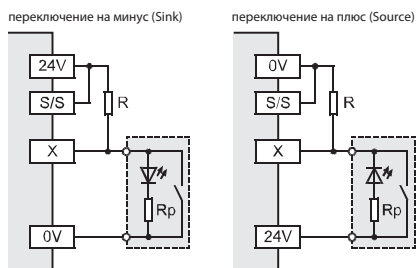 переключение на минус (Sink)
переключение на плюс (Source)
24V
S/S
R
X
Rp
0V
0V
S/S
R
X
Rp
24V